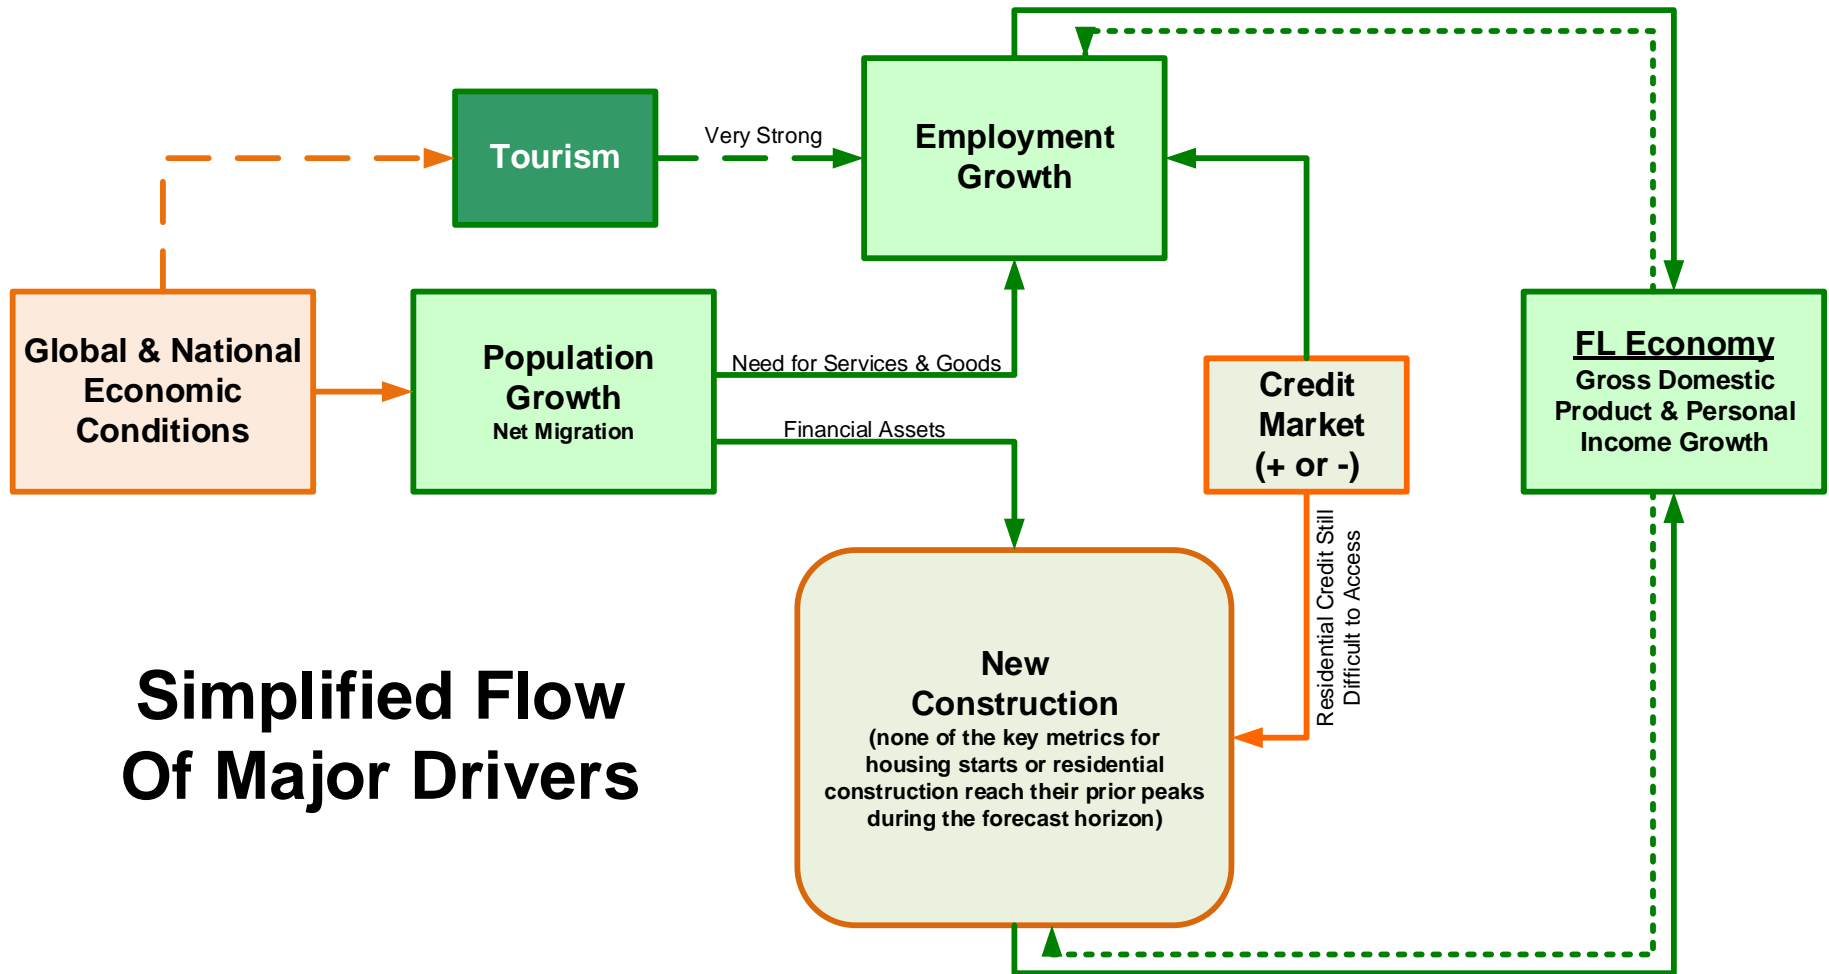 Tourism
Very Strong
Employment
Growth
Global & National
Economic
Conditions
Population
Growth
Net Migration
Need for Services & Goods
Financial Assets
Credit
Market
(+ or -)
Residential Credit Still
Difficult to Access
FL Economy
Gross Domestic
Product & Personal
Income Growth
New
Construction
(none of the key metrics for
housing starts or residential
construction reach their prior peaks
during the forecast horizon)
Simplified Flow
Of Major Drivers